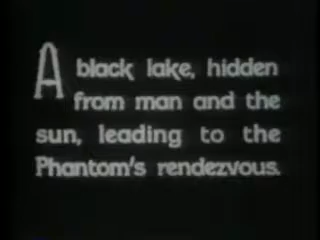 A black lake, hidden
from man and the
sun, leading to the
Phantom's rendezvous.